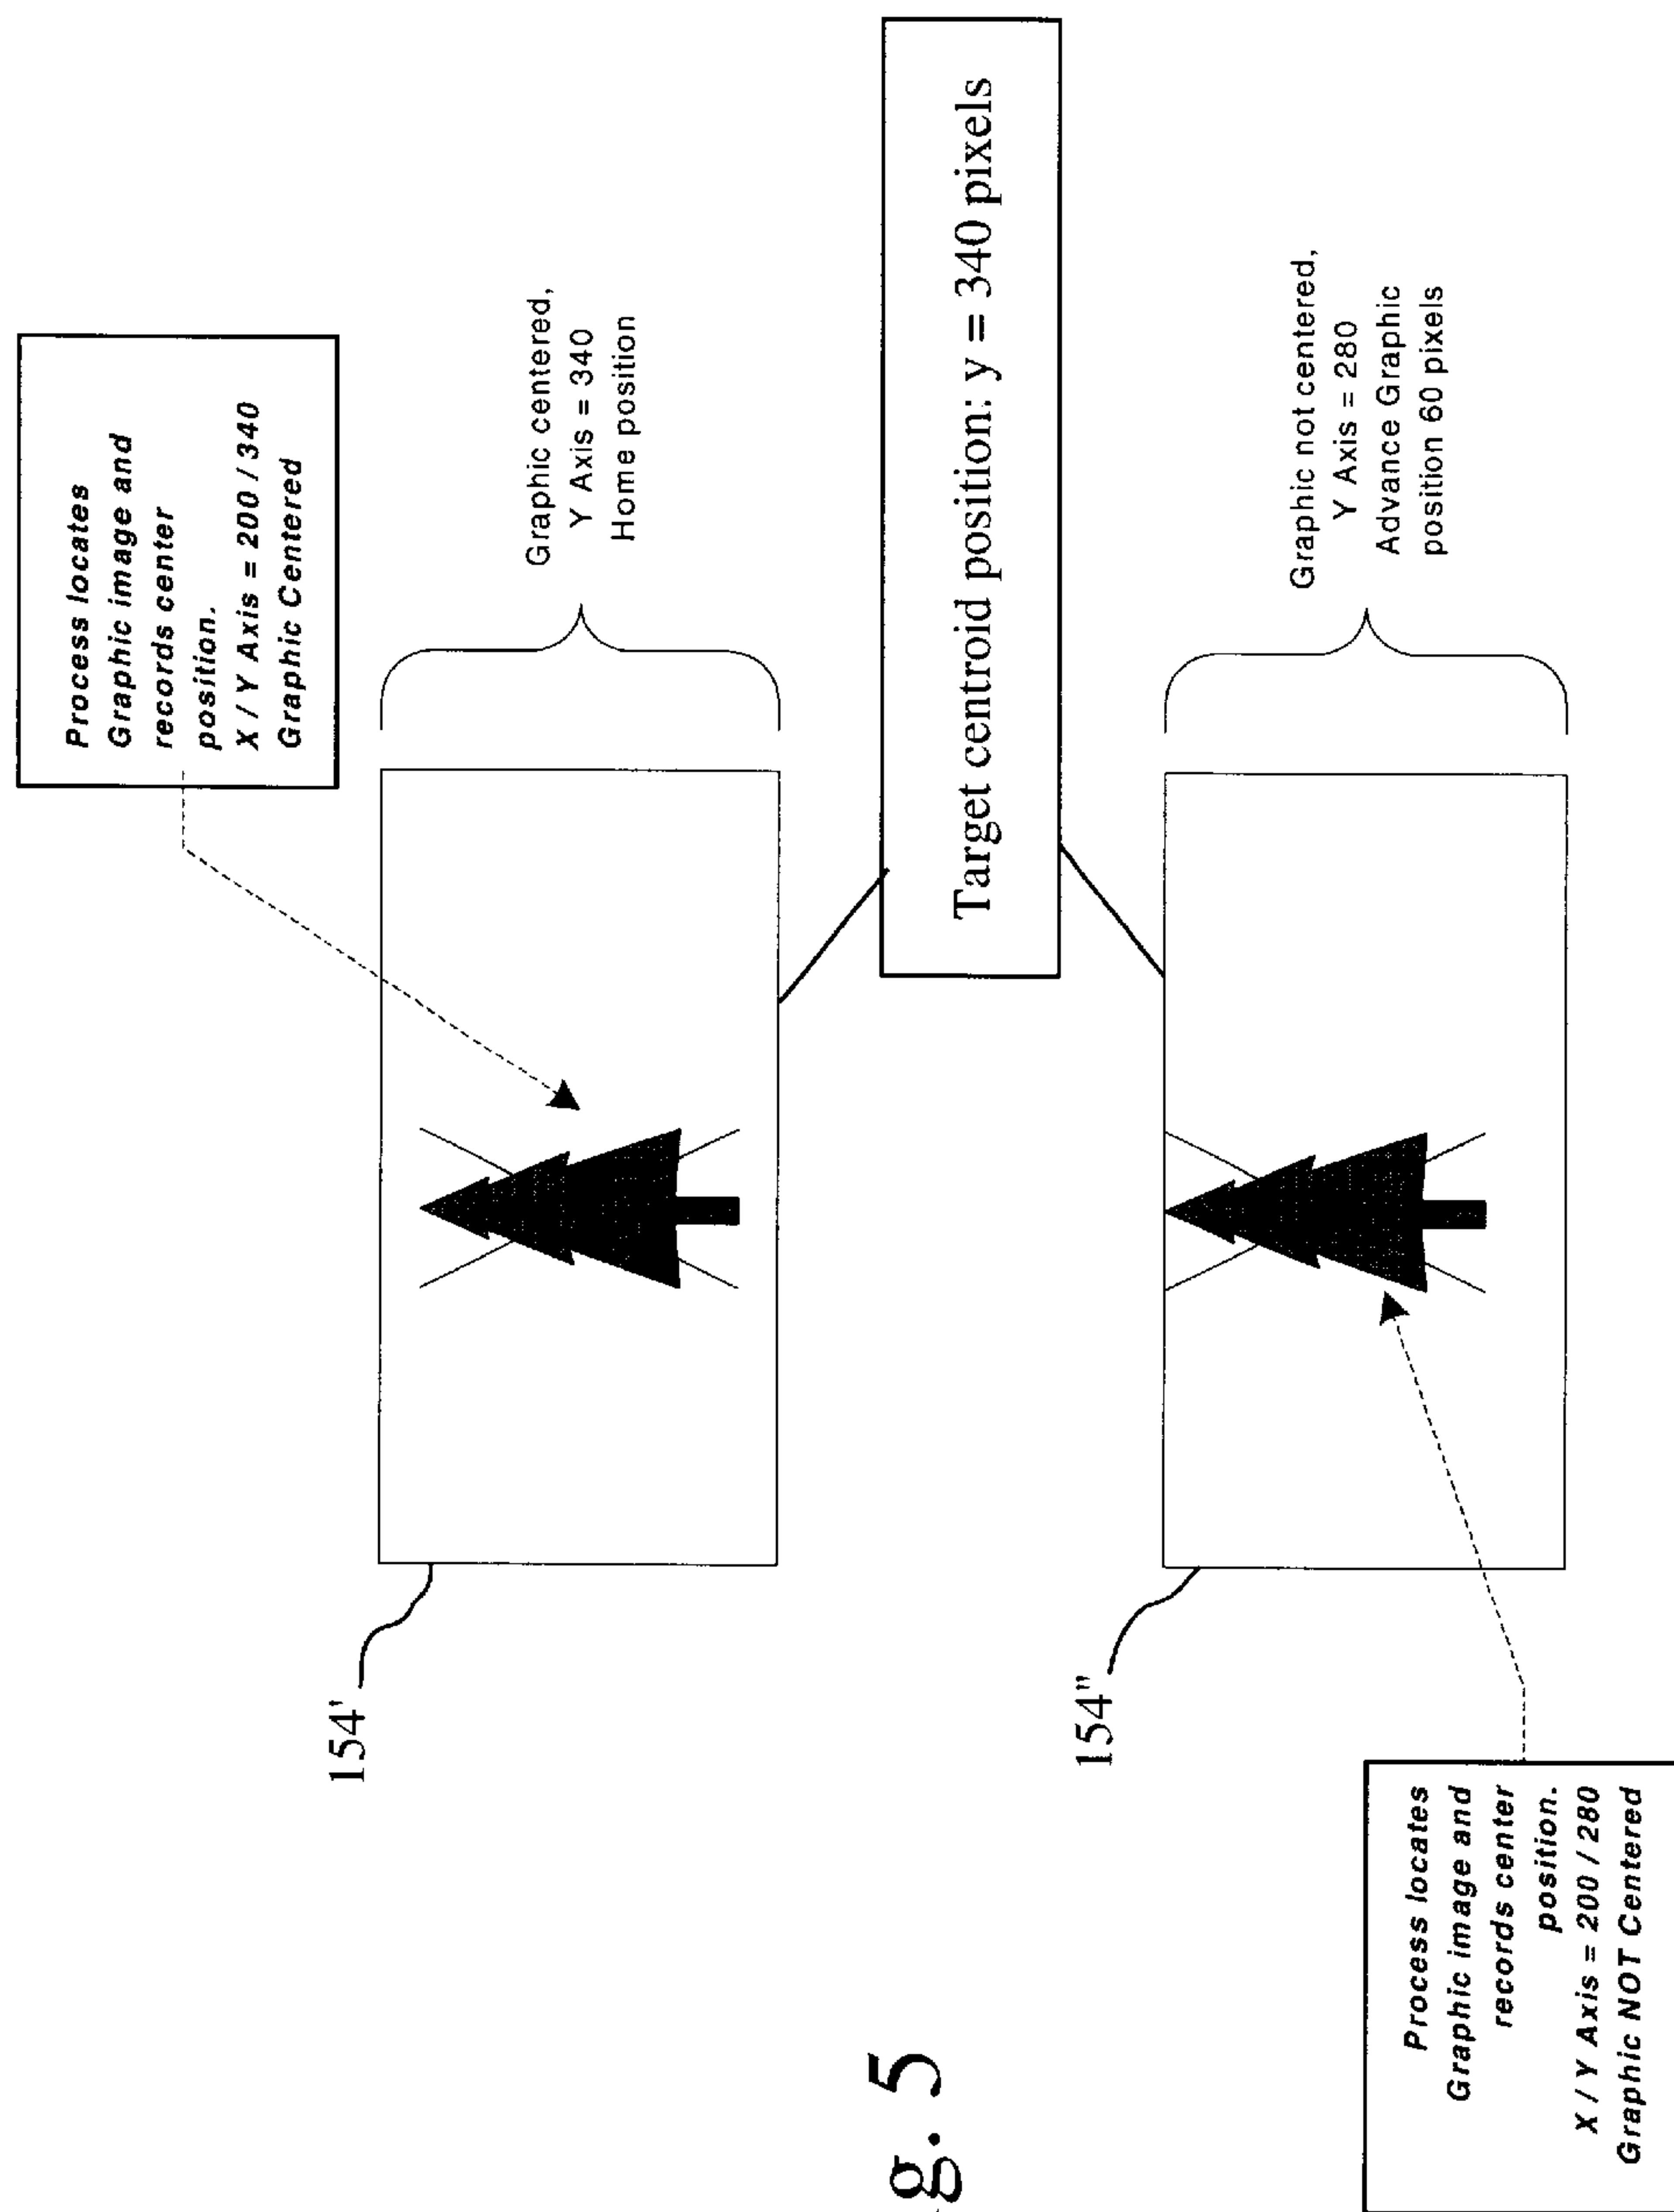 Process locates
Graphic image and
records center
position.
X / Y Axis = 200 / 340
Graphic Centered
Graphic centered,
Y Axis = 340
Home position
154'
Target centroid position: y = 340 pixels
Graphic not centered,
Y Axis = 280
Advance Graphic
position 60 pixels
154"
Process locates
Graphic image and
records center
position.
X / Y Axis = 200 / 280
Graphic NOT Centered
g. 5